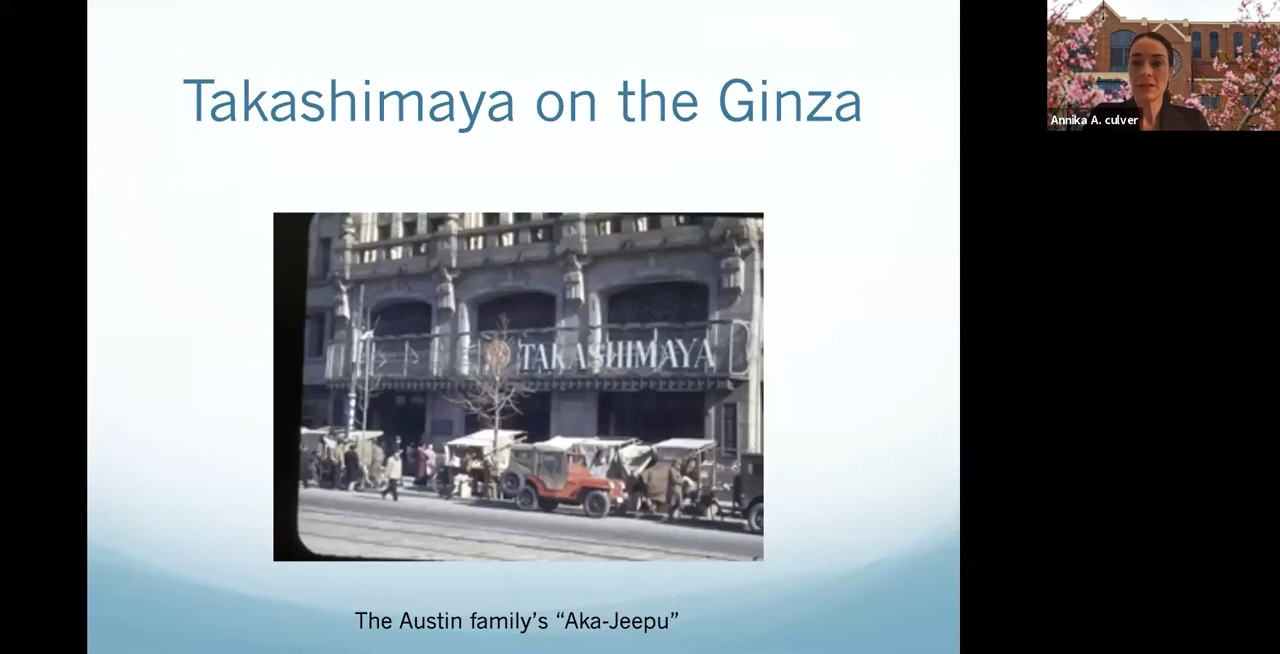 Takashimaya on the Ginza
TAKASHIMAYA
The Austin family's “Aka-Jeepu”
Annika A. culver